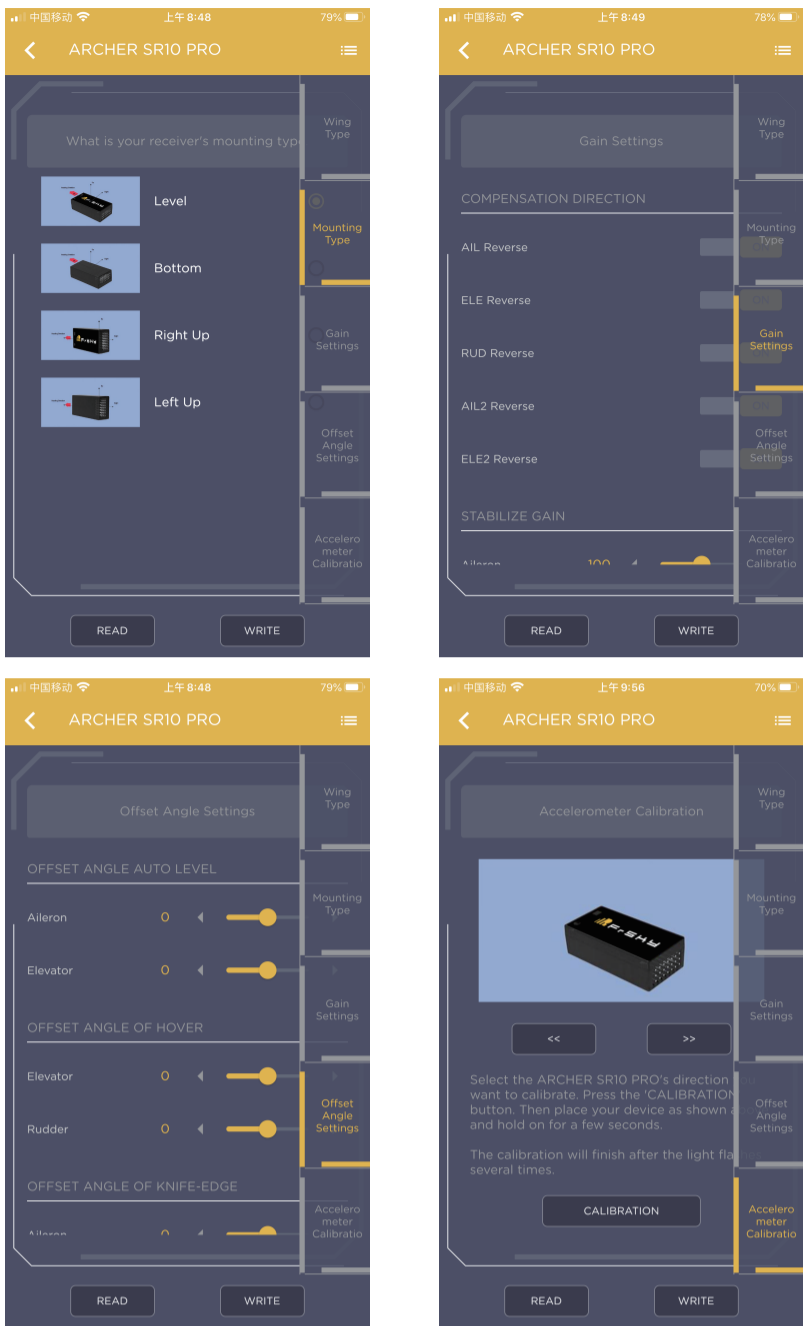 中国移动 上午8:48 79%
ARCHER SR10 PRO
What is your receiver's mounting typ
Level
Bottom
Right Up
Left Up
Wing
Type
Mounting
Type
Gain
Settings
Offset
Angle
Settings
Accelero
meter
Calibratio
READ WRITE
中国移动 上午8:49 78%
ARCHER SR10 PRO
Gain Settings
COMPENSATION DIRECTION
AIL Reverse
ELE Reverse ON
RUD Reverse
AIL2 Reverse ON
ELE2 Reverse
STABILIZE GAIN
Aileron 100
Wing
Type
Mounting
Type
Gain
Settings
Offset
Angle
Settings
Accelero
meter
Calibratio
READ WRITE
中国移动 上午8:48 79%
ARCHER SR10 PRO
Offset Angle Settings
OFFSET ANGLE AUTO LEVEL
Aileron 0
Elevator 0
OFFSET ANGLE OF HOVER
Elevator 0
Rudder 0
OFFSET ANGLE OF KNIFE-EDGE
Aileron 0
Wing
Type
Mounting
Type
Gain
Settings
Offset
Angle
Settings
Accelero
meter
Calibratio
READ WRITE
中国移动 上午9:56 70%
ARCHER SR10 PRO
Accelerometer Calibration
FrSKY
<< >>
Select the ARCHER SR10 PRO's direction
want to calibrate. Press the 'CALIBRATION
button. Then place your device as shown
and hold on for a few seconds.
The calibration will finish after the light fla
several times.
CALIBRATION
Wing
Type
Mounting
Type
Gain
Settings
Offset
Angle
Settings
Accelero
meter
Calibratio
READ WRITE